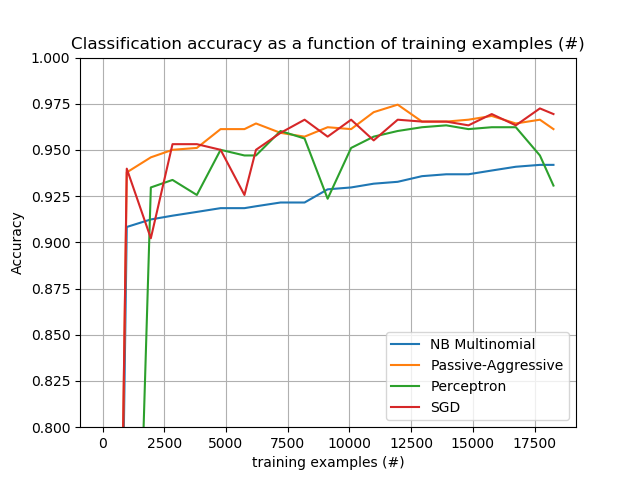 Classification accuracy as a function of training examples (#)
1.000
0.975
0.950
0.925
0.900
0.875
0.850
0.825
0.800
Accuracy
NB Multinomial
Passive-Aggressive
Perceptron
SGD
0 2500 5000 7500 10000 12500 15000 17500
training examples (#)